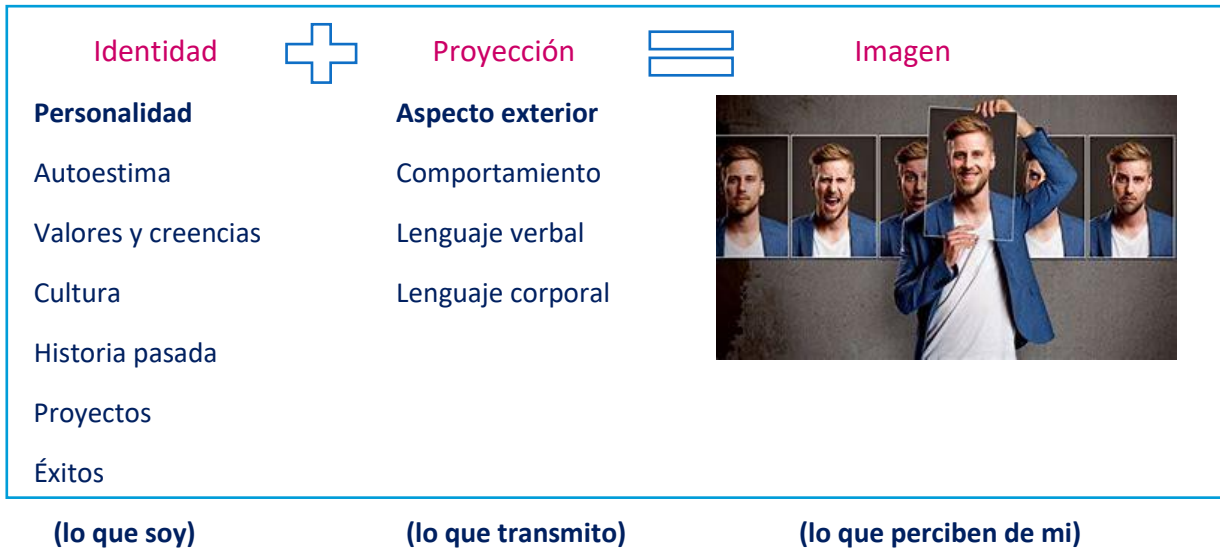 Identidad
Proyección
Imagen
Personalidad
Aspecto exterior
Autoestima
Comportamiento
Valores y creencias
Lenguaje verbal
Cultura
Lenguaje corporal
Historia pasada
Proyectos
Éxitos
(lo que soy)
(lo que transmito)
(lo que perciben de mi)